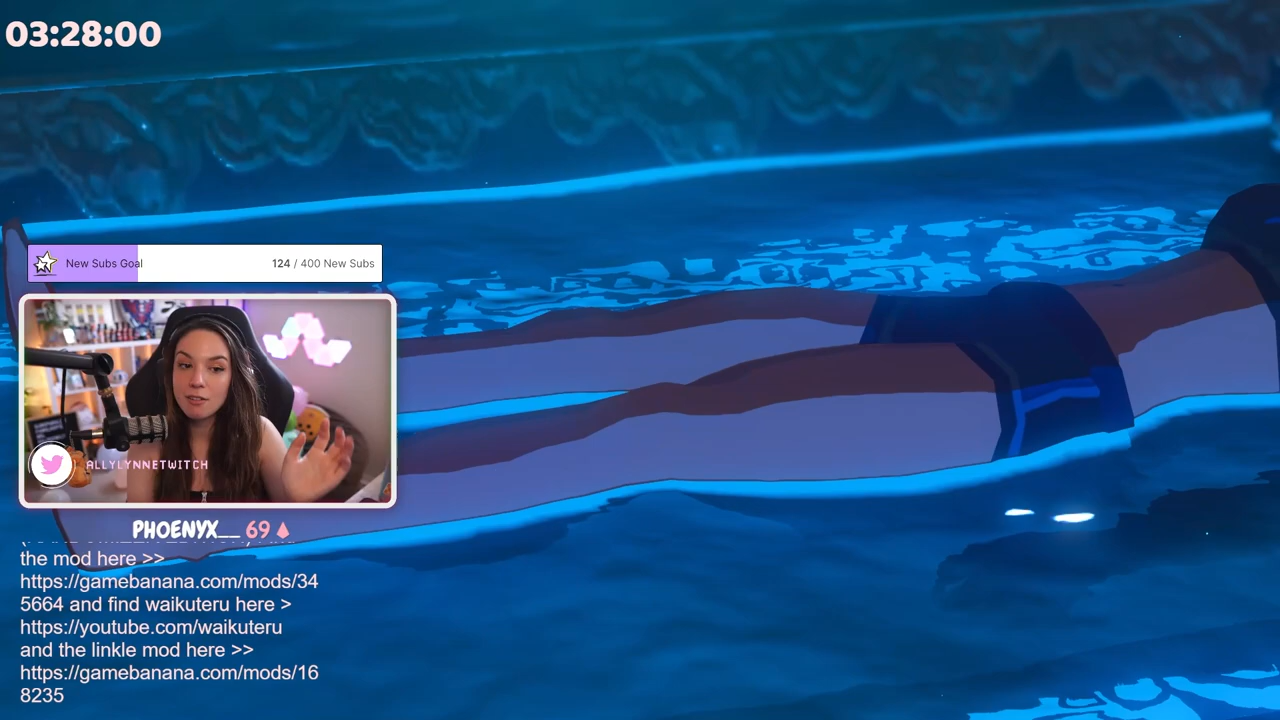 03:28:00
New Subs Goal 124 / 400 New Subs
ALLYLYNNETWITCH
PHOENYX__ 69
the mod here >>
https://gamebanana.com/mods/34
5664 and find waikuteru here >
https://youtube.com/waikuteru
and the linkle mod here >>
https://gamebanana.com/mods/16
8235